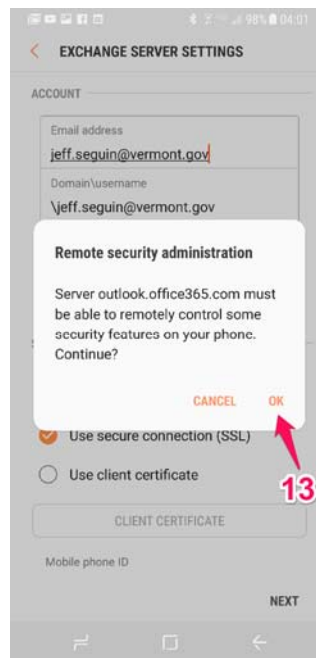 98% 04:01
EXCHANGE SERVER SETTINGS
ACCOUNT
Email address
jeff.seguin@vermont.gov
Domain\username
\jeff.seguin@vermont.gov
Remote security administration
Server outlook.office365.com must
be able to remotely control some
security features on your phone.
Continue?
CANCEL OK
Use secure connection (SSL)
Use client certificate
13
CLIENT CERTIFICATE
Mobile phone ID
NEXT